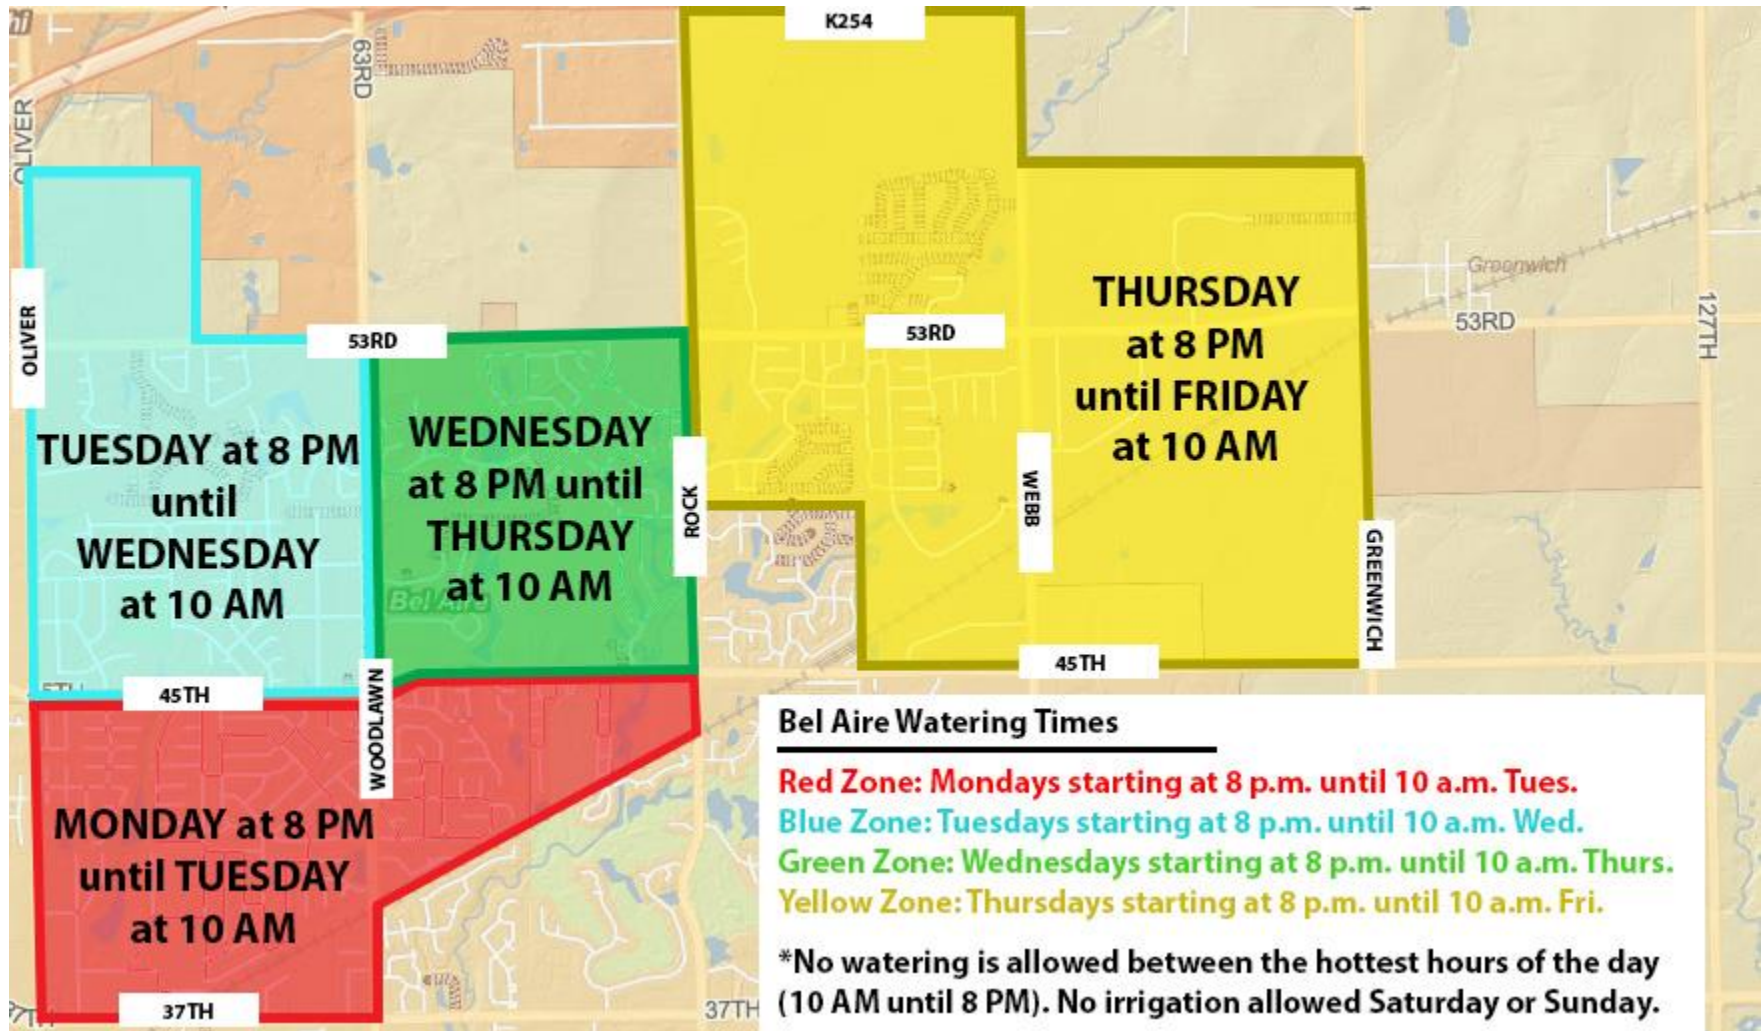 K254
63RD
OLIVER
OLIVER
53RD
53RD
Greenwich
53RD
127TH
THURSDAY
at 8 PM
until FRIDAY
at 10 AM
TUESDAY at 8 PM
until
WEDNESDAY
at 10 AM
WEDNESDAY
at 8 PM until
THURSDAY
at 10 AM
Bel Aire
ROCK
WEBB
GREENWICH
45TH
45TH
WOODLAWN
MONDAY at 8 PM
until TUESDAY
at 10 AM
37TH
37TH
Bel Aire Watering Times
Red Zone: Mondays starting at 8 p.m. until 10 a.m. Tues.
Blue Zone: Tuesdays starting at 8 p.m. until 10 a.m. Wed.
Green Zone: Wednesdays starting at 8 p.m. until 10 a.m. Thurs.
Yellow Zone: Thursdays starting at 8 p.m. until 10 a.m. Fri.
*No watering is allowed between the hottest hours of the day
(10 AM until 8 PM). No irrigation allowed Saturday or Sunday.